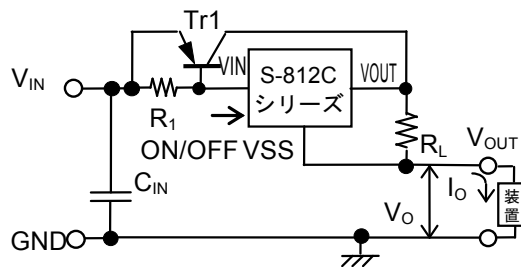 Tr1
VIN
VIN
S-812C
シリーズ
VOUT
R1
ON/OFF VSS
RL
VOUT
CIN
IO
装置
VO
GND